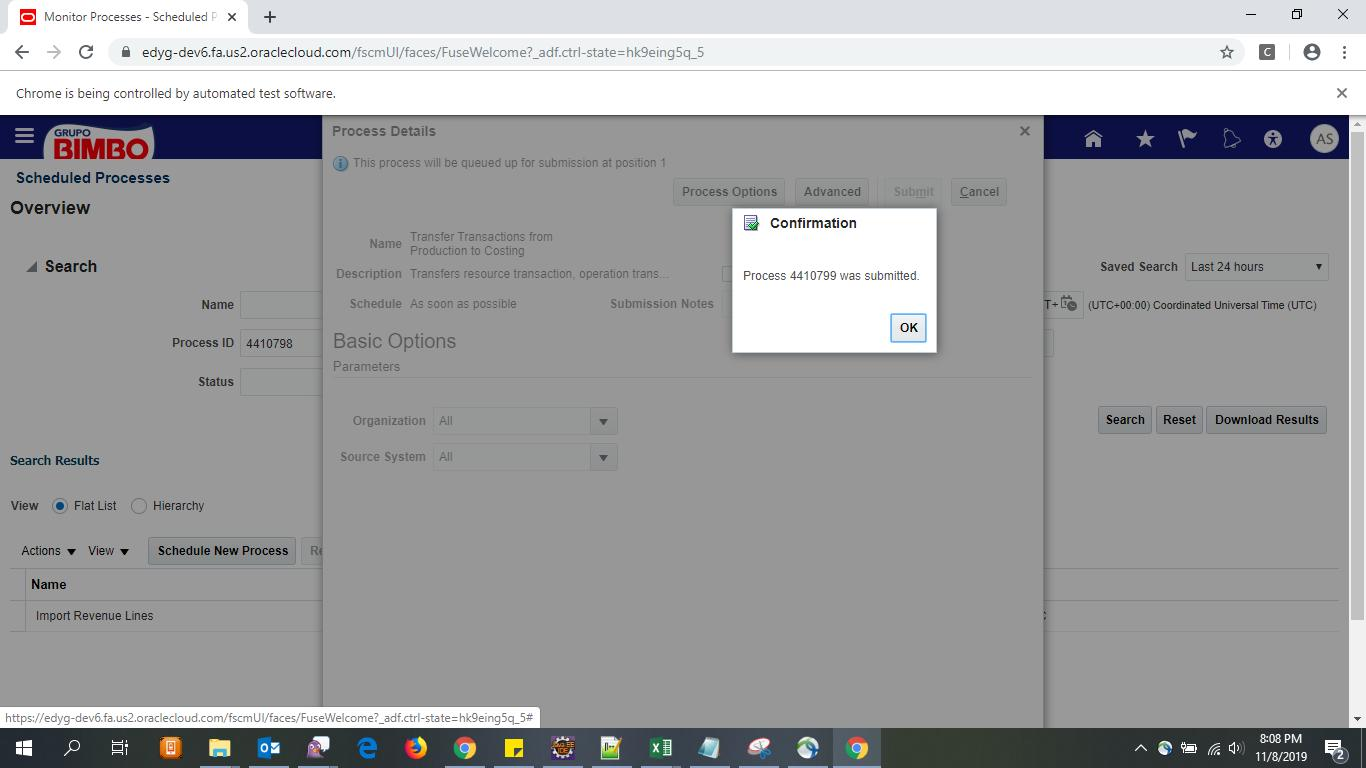 Monitor Processes - Scheduled P
edyg-dev6.fa.us2.oraclecloud.com/fscmUI/faces/FuseWelcome?_adf.ctrl-state=hk9eing5q_5
C
Chrome is being controlled by automated test software.
GRUPO
BIMBO
Process Details
AS
This process will be queued up for submission at position 1
Scheduled Processes
Process Options Advanced Submit Cancel
Overview
Confirmation
Name Transfer Transactions from
Production to Costing
Search
Saved Search Last 24 hours
Description Transfers resource transaction, operation trans...
Process 4410799 was submitted.
Schedule As soon as possible Submission Notes
Name
T+ (UTC+00:00) Coordinated Universal Time (UTC)
OK
Basic Options
Process ID 4410798
Parameters
Status
Organization All
Search Reset Download Results
Source System All
Search Results
View Flat List Hierarchy
Actions View Schedule New Process Re
Name
Import Revenue Lines
https://edyg-dev6.fa.us2.oraclecloud.com/fscmUI/faces/FuseWelcome?_adf.ctrl-state=hk9eing5q_5#
8:08 PM
11/8/2019
2